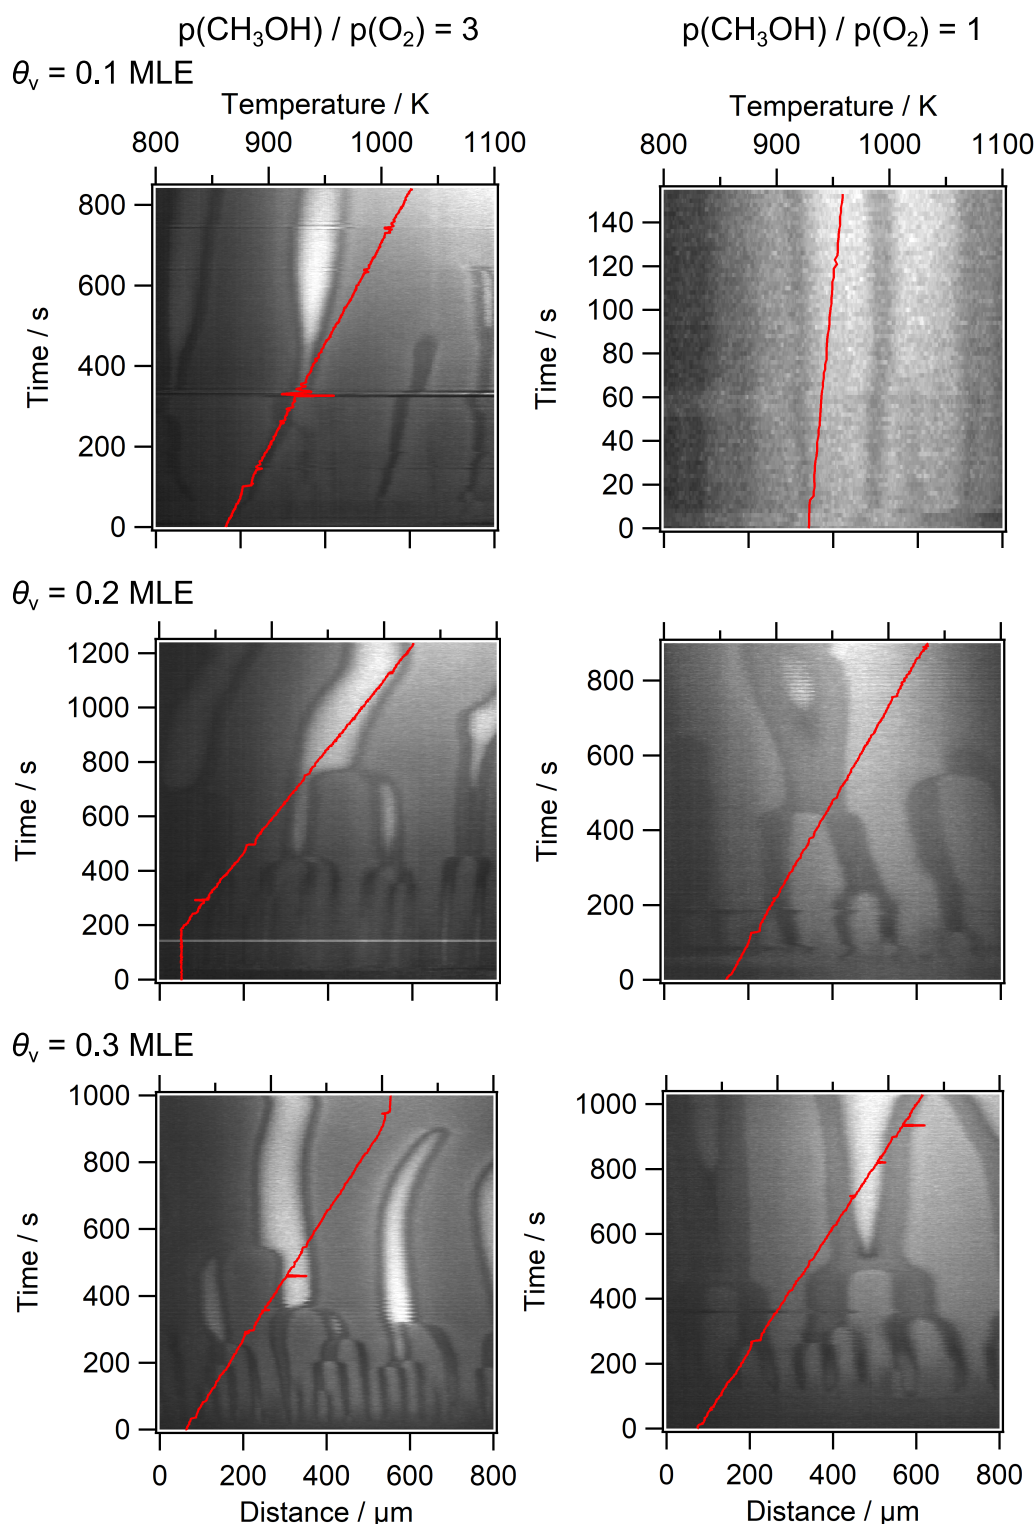 p(CH₃OH) / p(O₂) = 3
p(CH₃OH) / p(O₂) = 1
θᵥ = 0.1 MLE
Temperature / K
Temperature / K
800 900 1000 1100
800 900 1000 1100
Time / s
800
600
400
200
0
Time / s
140
120
100
80
60
40
20
0
θᵥ = 0.2 MLE
Time / s
1200
1000
800
600
400
200
0
Time / s
800
600
400
200
0
θᵥ = 0.3 MLE
Time / s
1000
800
600
400
200
0
Time / s
1000
800
600
400
200
0
0 200 400 600 800
Distance / µm
0 200 400 600 800
Distance / µm